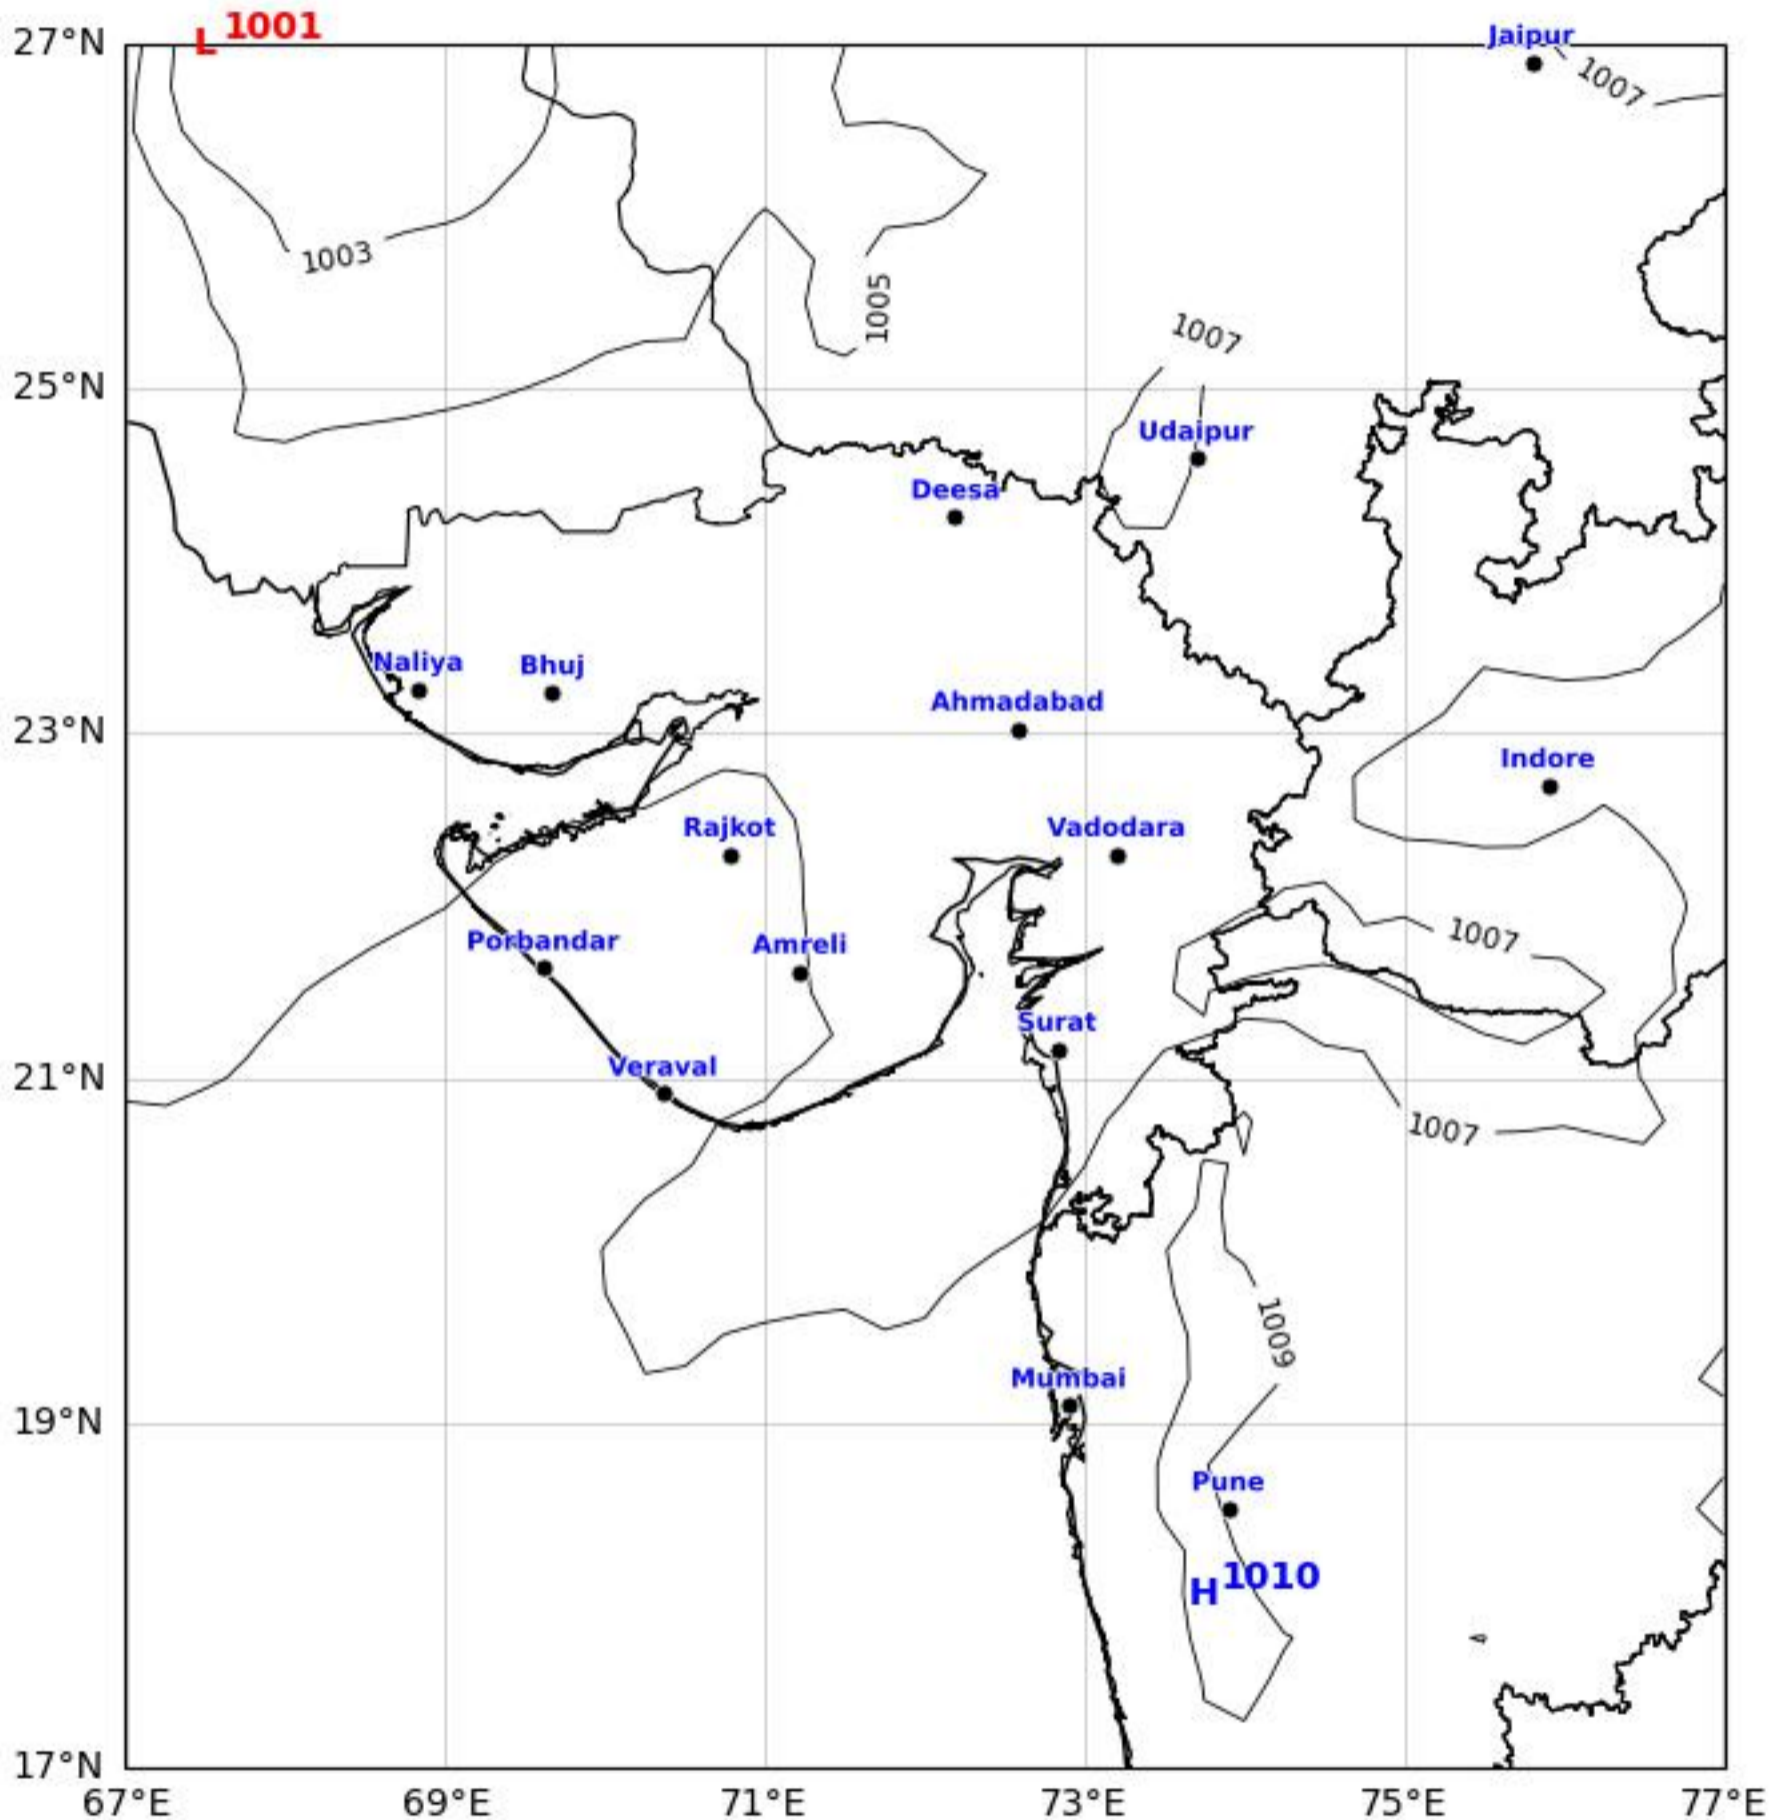 L 1001
27°N
Jaipur
1007
1003
1005
1007
25°N
Udaipur
Deesa
Naliya
Bhuj
Ahmadabad
23°N
Indore
Rajkot
Vadodara
1007
Porbandar
Amreli
Surat
Veraval
21°N
1007
1009
Mumbai
19°N
Pune
H 1010
17°N
67°E 69°E 71°E 73°E 75°E 77°E